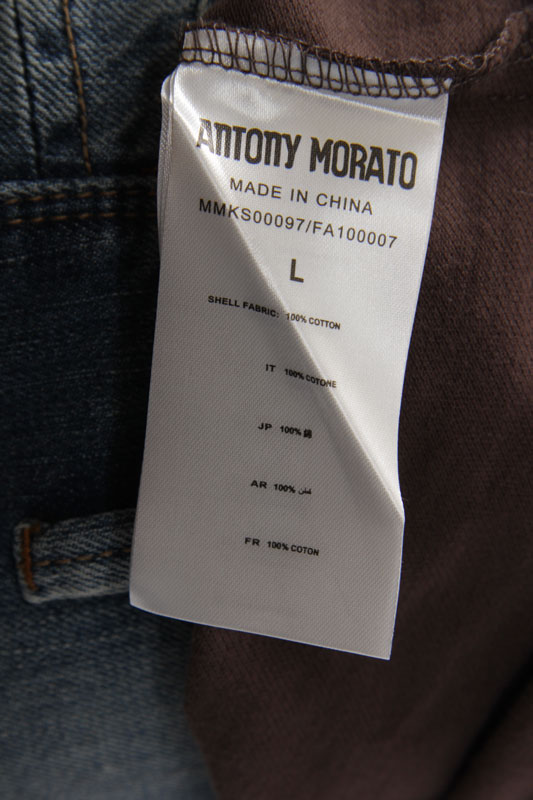 ANTONY MORATO
MADE IN CHINA
MMKS00097/FA100007
L
SHELL FABRIC: 100% COTTON
IT 100% COTONE
JP 100%
AR 100% قطن
FR 100% COTON